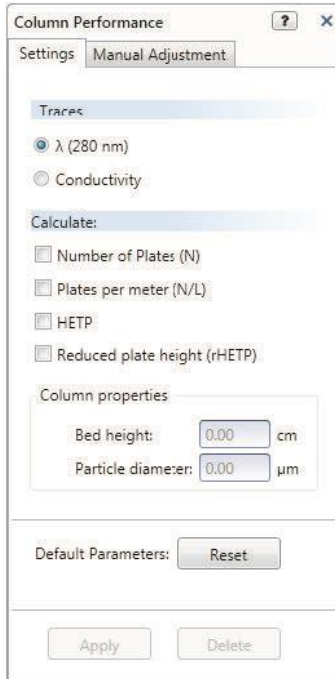 Column Performance ? ×
Settings Manual Adjustment
Traces
λ (280 nm)
Conductivity
Calculate:
Number of Plates (N)
Plates per meter (N/L)
HETP
Reduced plate height (rHETP)
Column properties
Bed height: 0.00 cm
Particle diameter: 0.00 µm
Default Parameters: Reset
Apply Delete